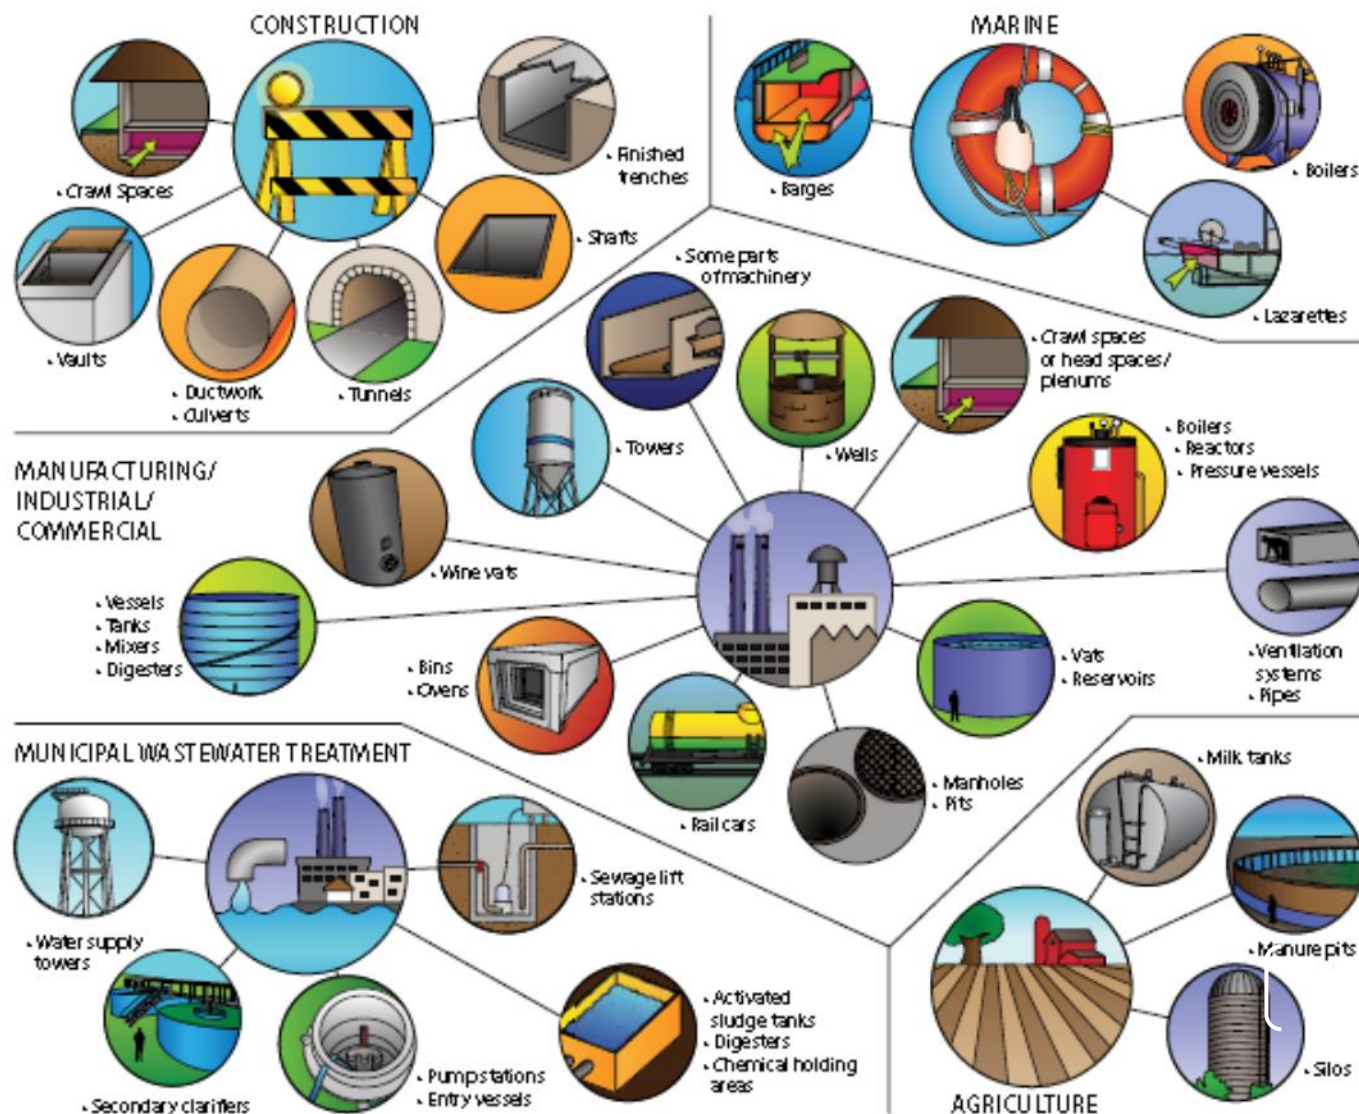 CONSTRUCTION
• Crawl Spaces
• Finished
trenches
• Shafts
• Vaults
• Ductwork
• Culverts
• Tunnels
MARINE
• Barges
• Boilers
• Lazarettes
MANUFACTURING/
INDUSTRIAL/
COMMERCIAL
• Some parts
of machinery
• Towers
• Wells
• Crawl spaces
or head spaces/
plenums
• Boilers
• Reactors
• Pressure vessels
• Wine vats
• Vessels
• Tanks
• Mixers
• Digesters
• Bins
• Ovens
• Rail cars
• Manholes
• Pits
• Vats
• Reservoirs
• Ventilation
systems
• Pipes
MUNICIPAL WASTEWATER TREATMENT
• Water supply
towers
• Sewage lift
stations
• Secondary clarifiers
• Pump stations
• Entry vessels
• Activated
sludge tanks
• Digesters
• Chemical holding
areas
• Milk tanks
• Manure pits
• Silos
AGRICULTURE